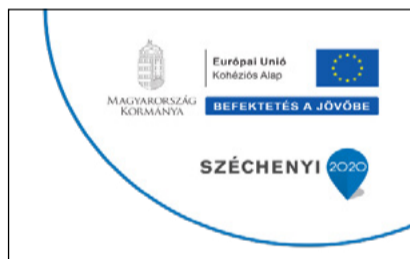 Európai Unió
Kohéziós Alap
MAGYARORSZÁG
KORMÁNYA
BEFEKTETÉS A JÖVŐBE
SZÉCHENYI 2020